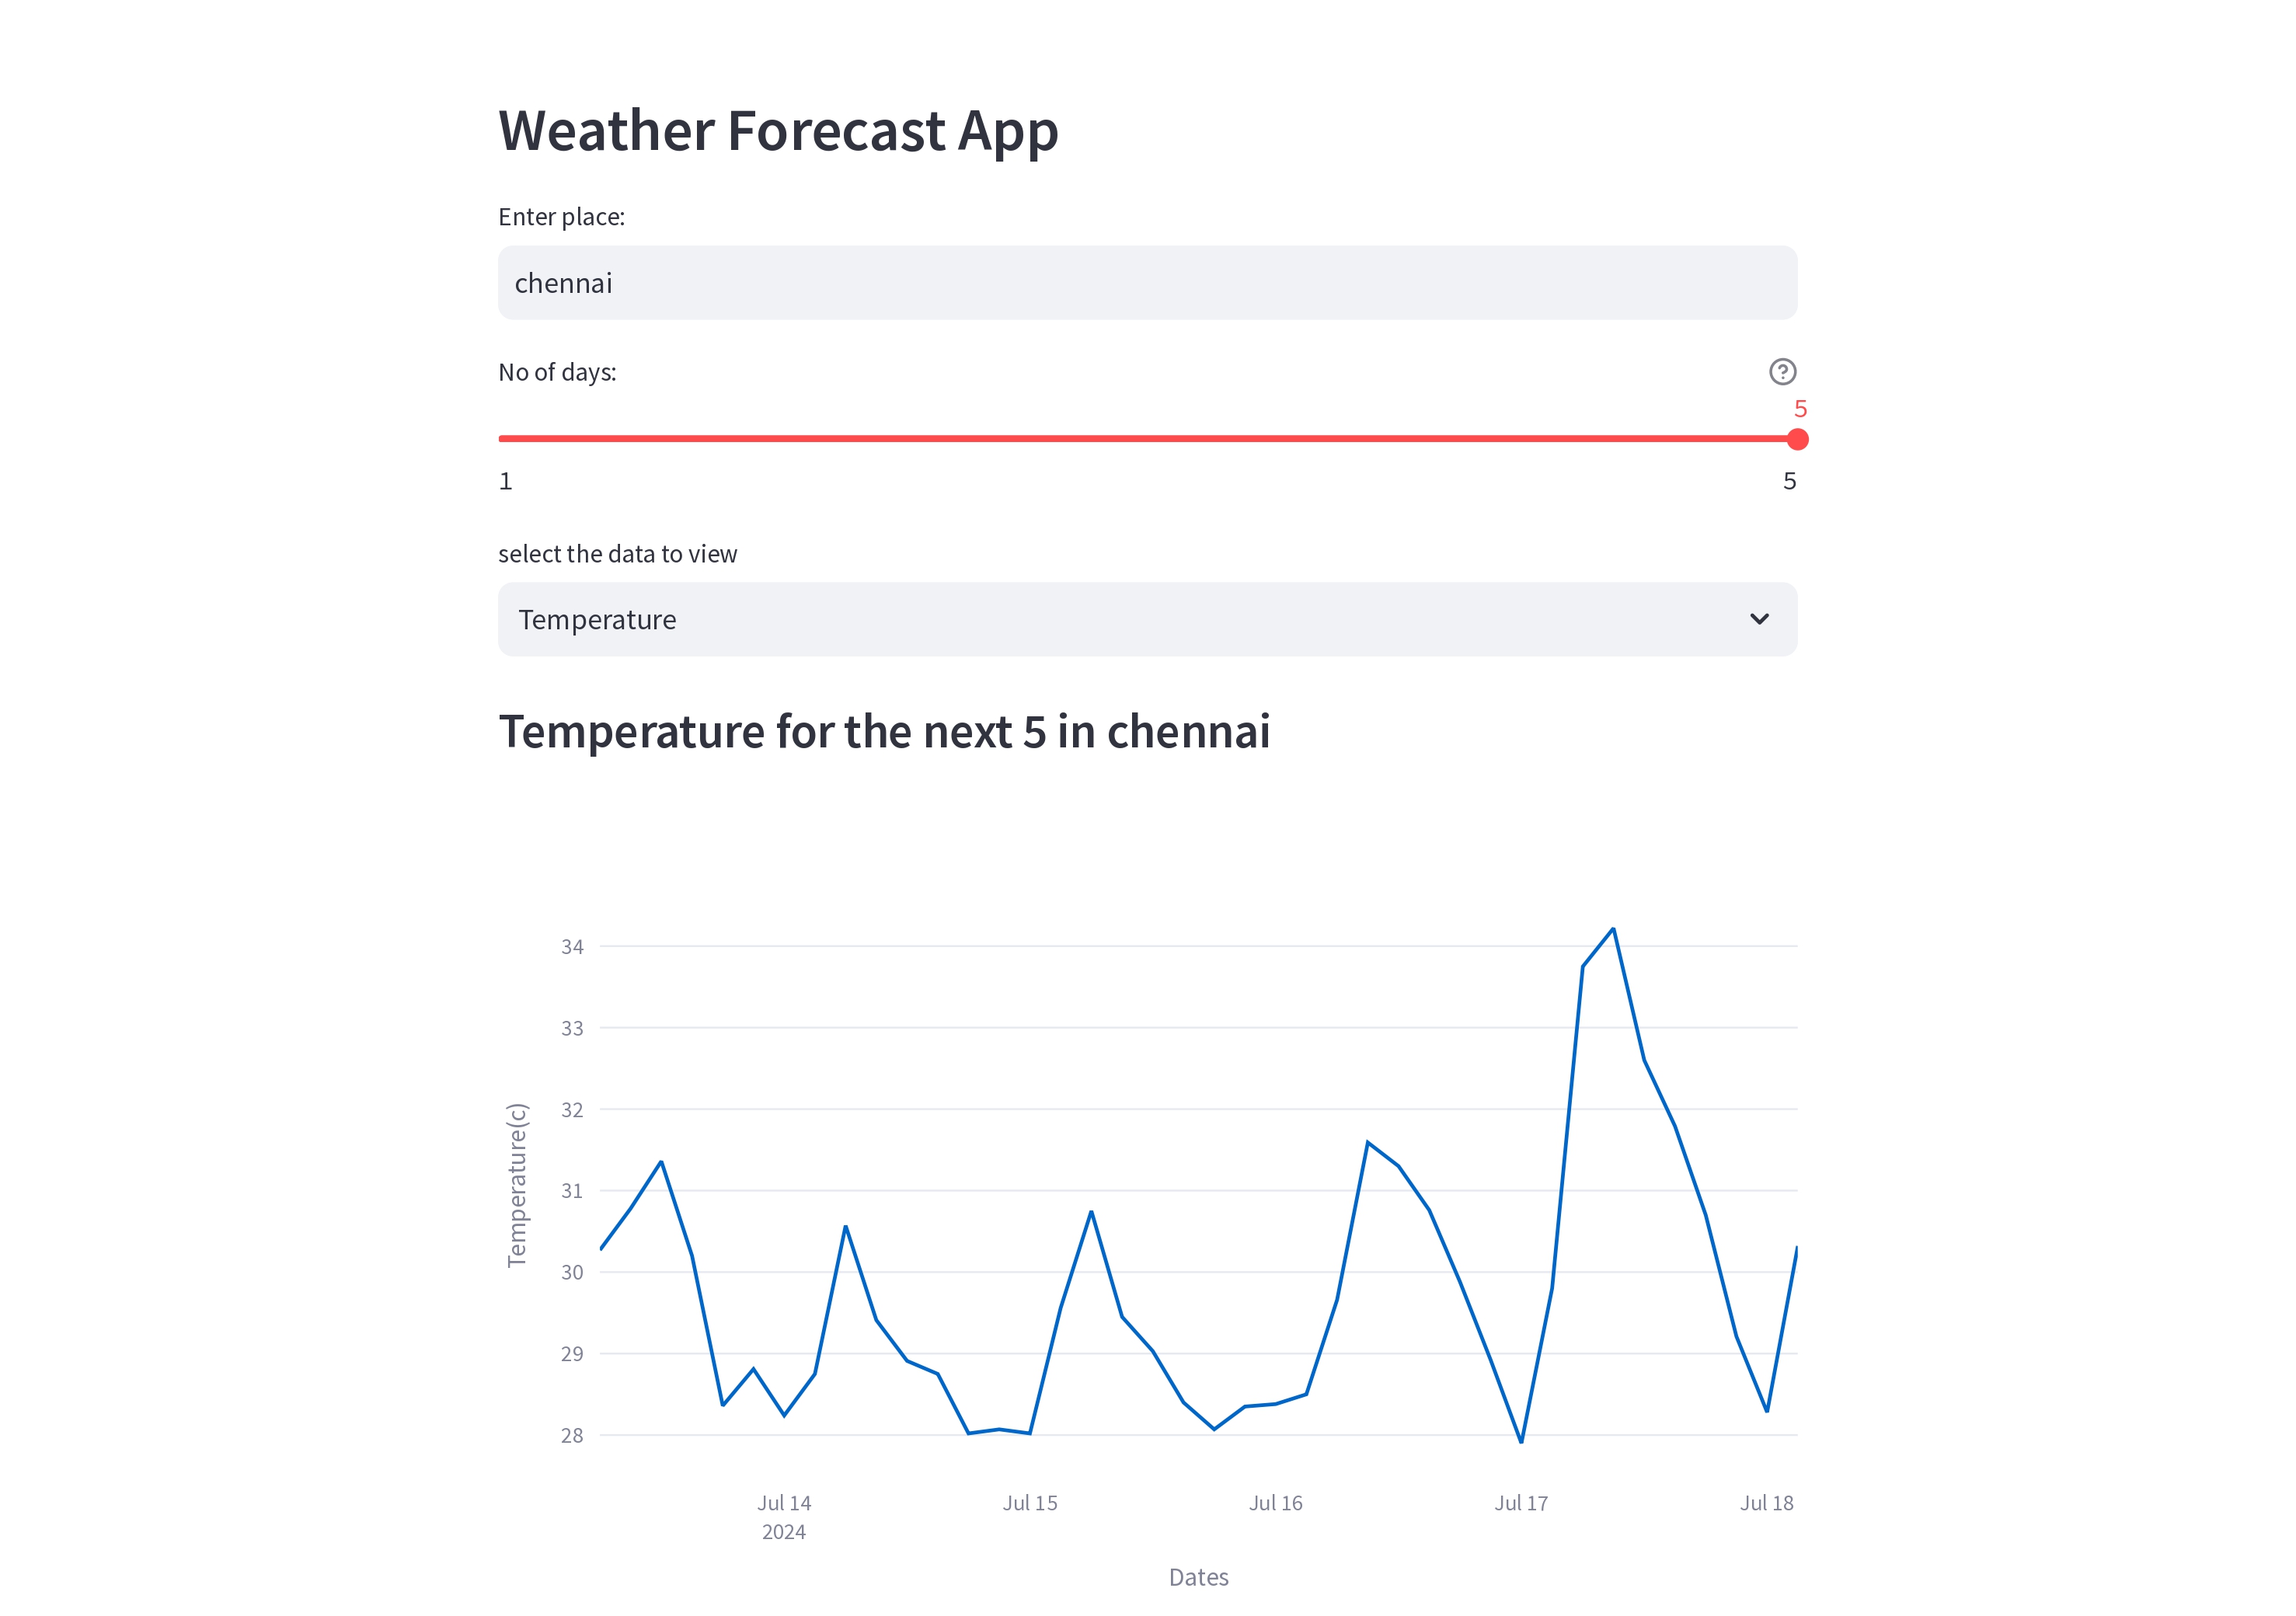 Weather Forecast App
Enter place:
chennai
No of days:
5
1
5
select the data to view
Temperature
Temperature for the next 5 in chennai
34
33
32
31
30
29
28
Temperature(c)
Jul 14
2024
Jul 15
Jul 16
Jul 17
Jul 18
Dates